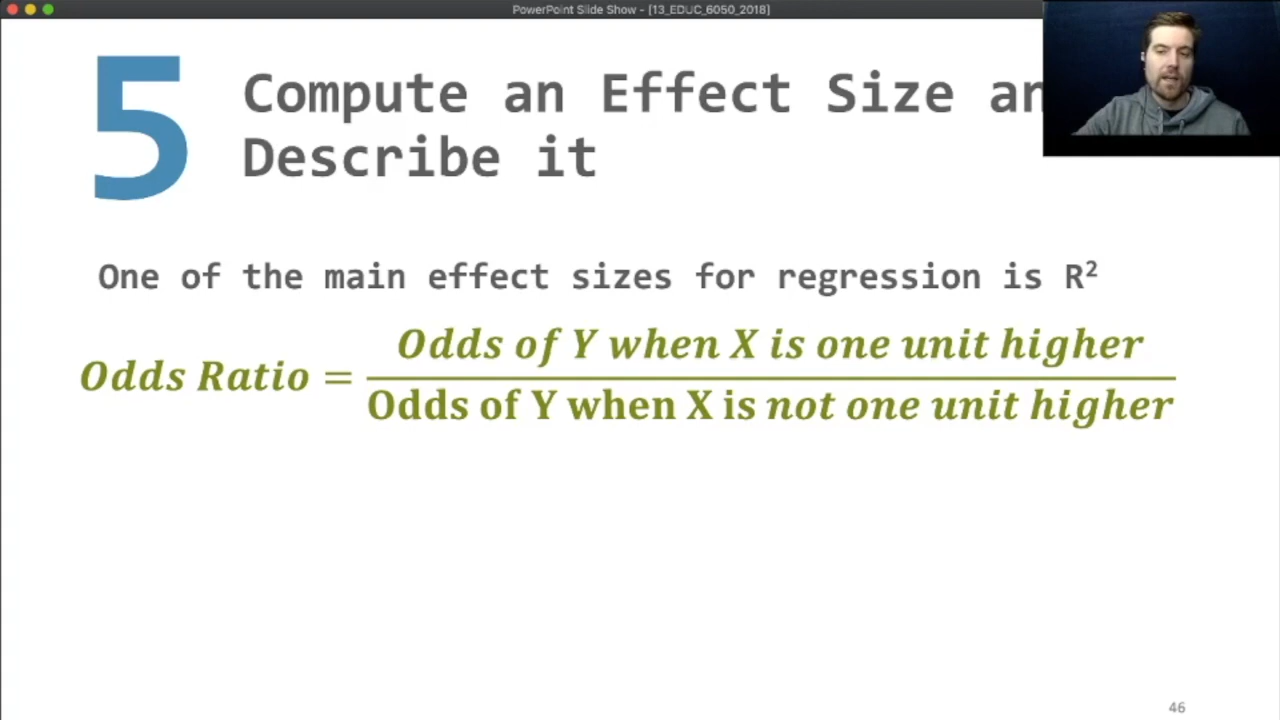 PowerPoint Slide Show - [13_EDUC_6050_2018]
5
Compute an Effect Size an
Describe it
One of the main effect sizes for regression is R²
Odds Ratio = Odds of Y when X is one unit higher
Odds of Y when X is not one unit higher
46